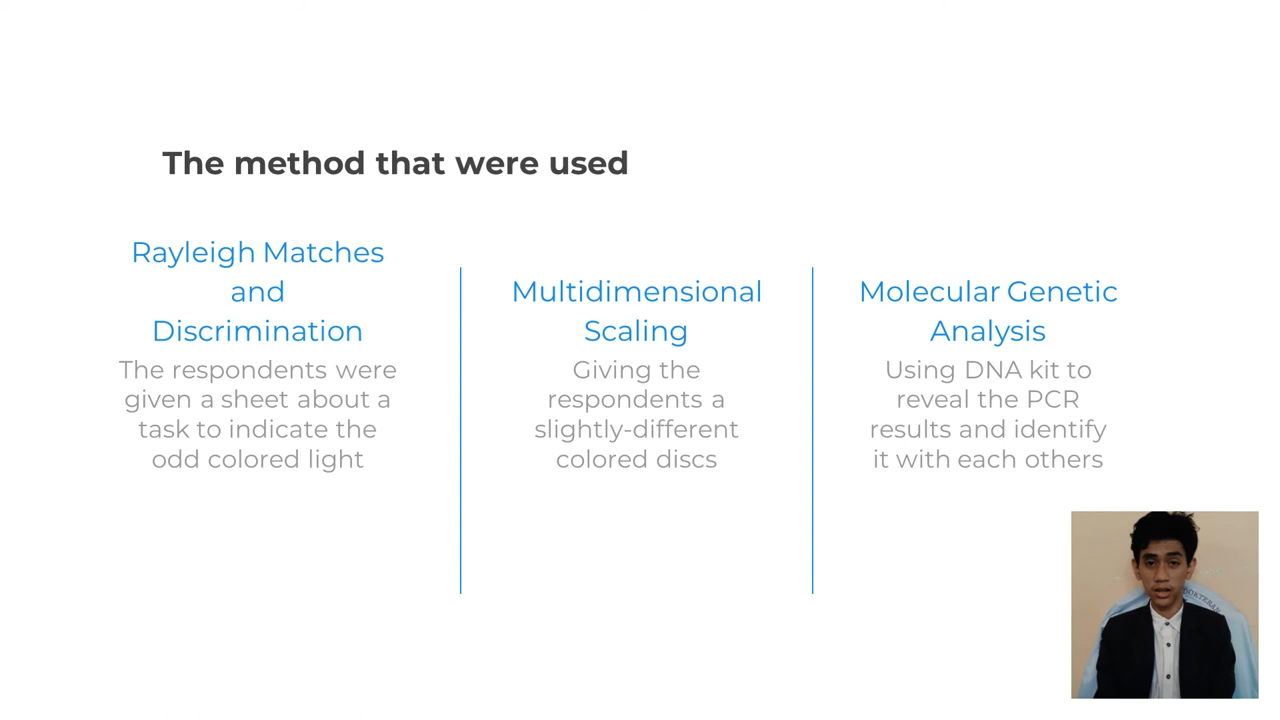 The method that were used
Rayleigh Matches
and
Discrimination
The respondents were
given a sheet about a
task to indicate the
odd colored light
Multidimensional
Scaling
Giving the
respondents a
slightly-different
colored discs
Molecular Genetic
Analysis
Using DNA kit to
reveal the PCR
results and identify
it with each others